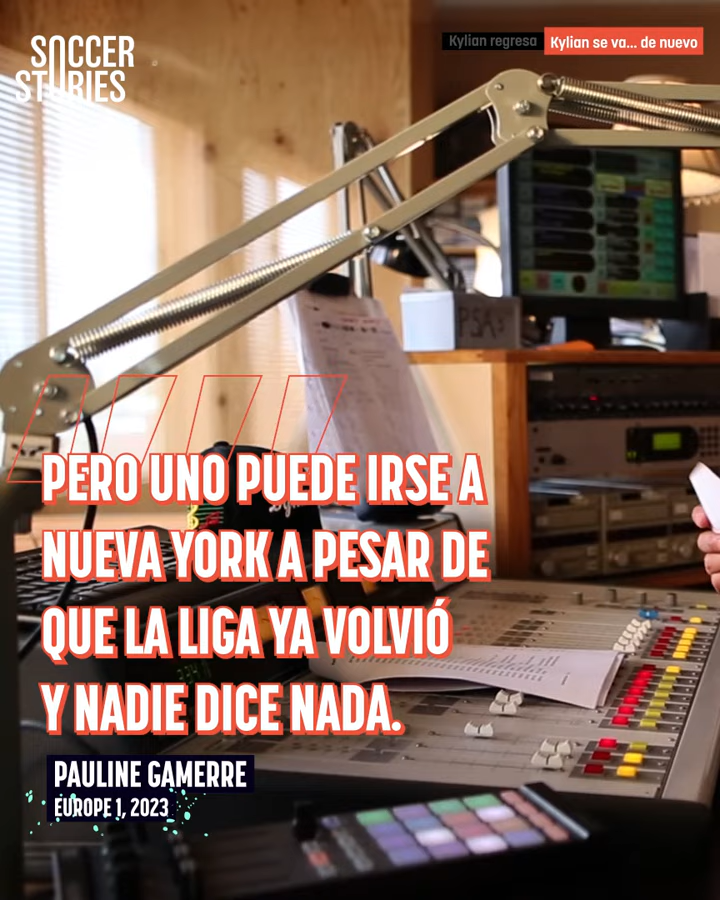 SOCCER
STORIES
Kylian regresa
Kylian se va... de nuevo
PSA
PERO UNO PUEDE IRSE A
NUEVA YORK A PESAR DE
QUE LA LIGA YA VOLVIÓ
Y NADIE DICE NADA.
PAULINE GAMERRE
EUROPE 1, 2023